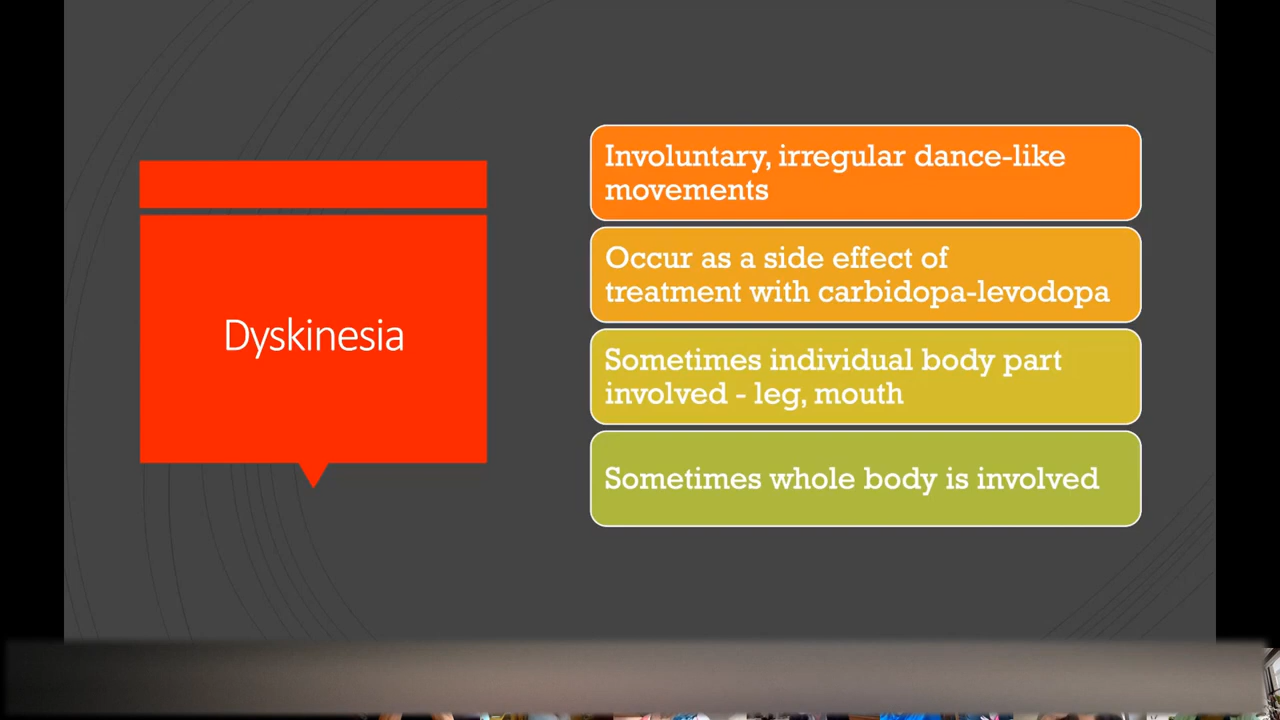 Dyskinesia
Involuntary, irregular dance-like
movements
Occur as a side effect of
treatment with carbidopa-levodopa
Sometimes individual body part
involved - leg, mouth
Sometimes whole body is involved